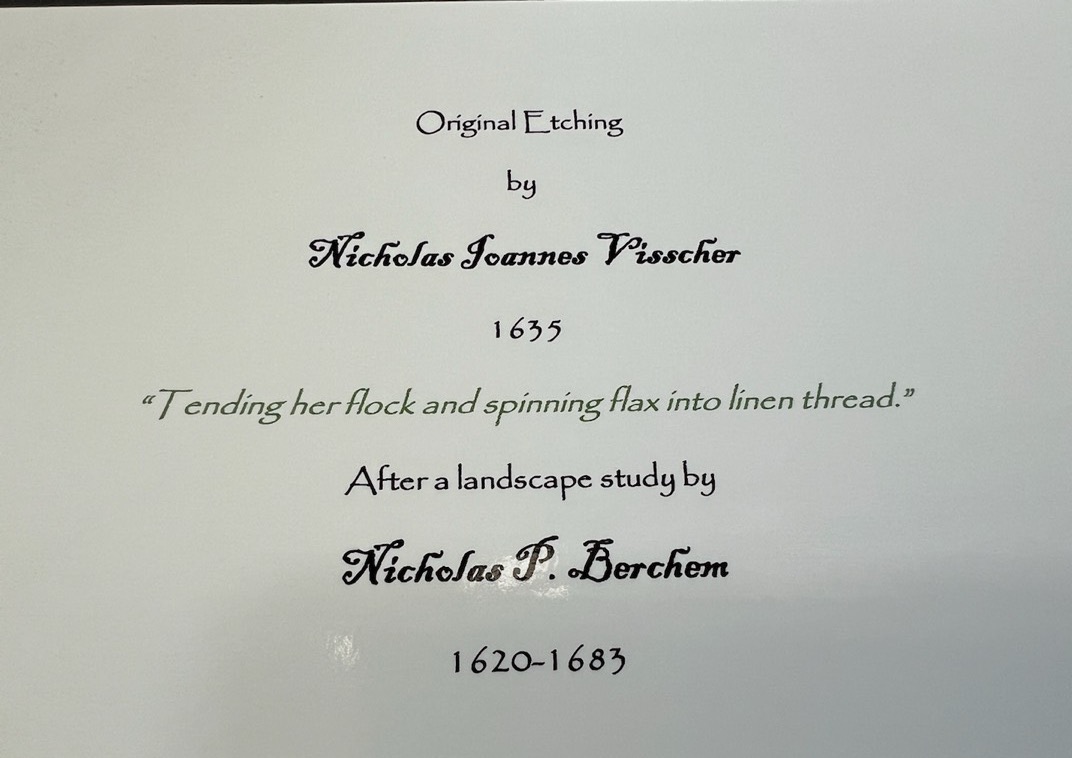 Original Etching
by
Nicholas Joannes Visscher
1635
“Tending her flock and spinning flax into linen thread.”
After a landscape study by
Nicholas P. Berchem
1620-1683